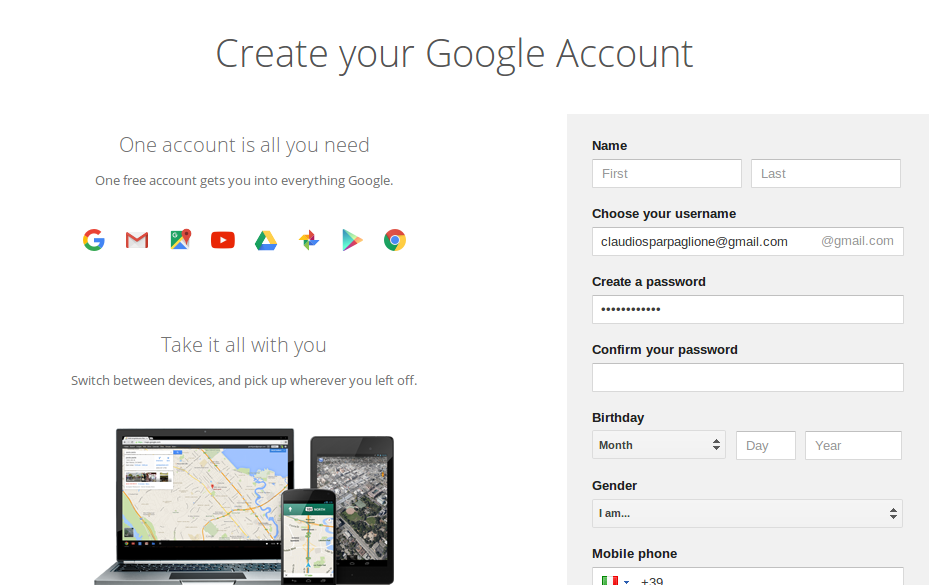 Create your Google Account
One account is all you need
One free account gets you into everything Google.
Take it all with you
Switch between devices, and pick up wherever you left off.
Name
First Last
Choose your username
claudiosparpaglione@gmail.com @gmail.com
Create a password
••••••••••••
Confirm your password
Birthday
Month Day Year
Gender
I am...
Mobile phone
+39